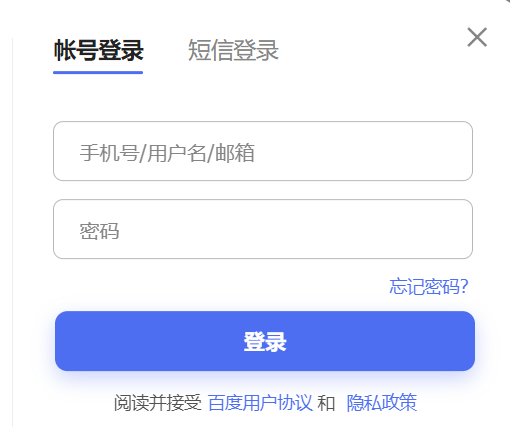 帐号登录 短信登录
手机号/用户名/邮箱
密码
忘记密码?
登录
阅读并接受 百度用户协议 和 隐私政策